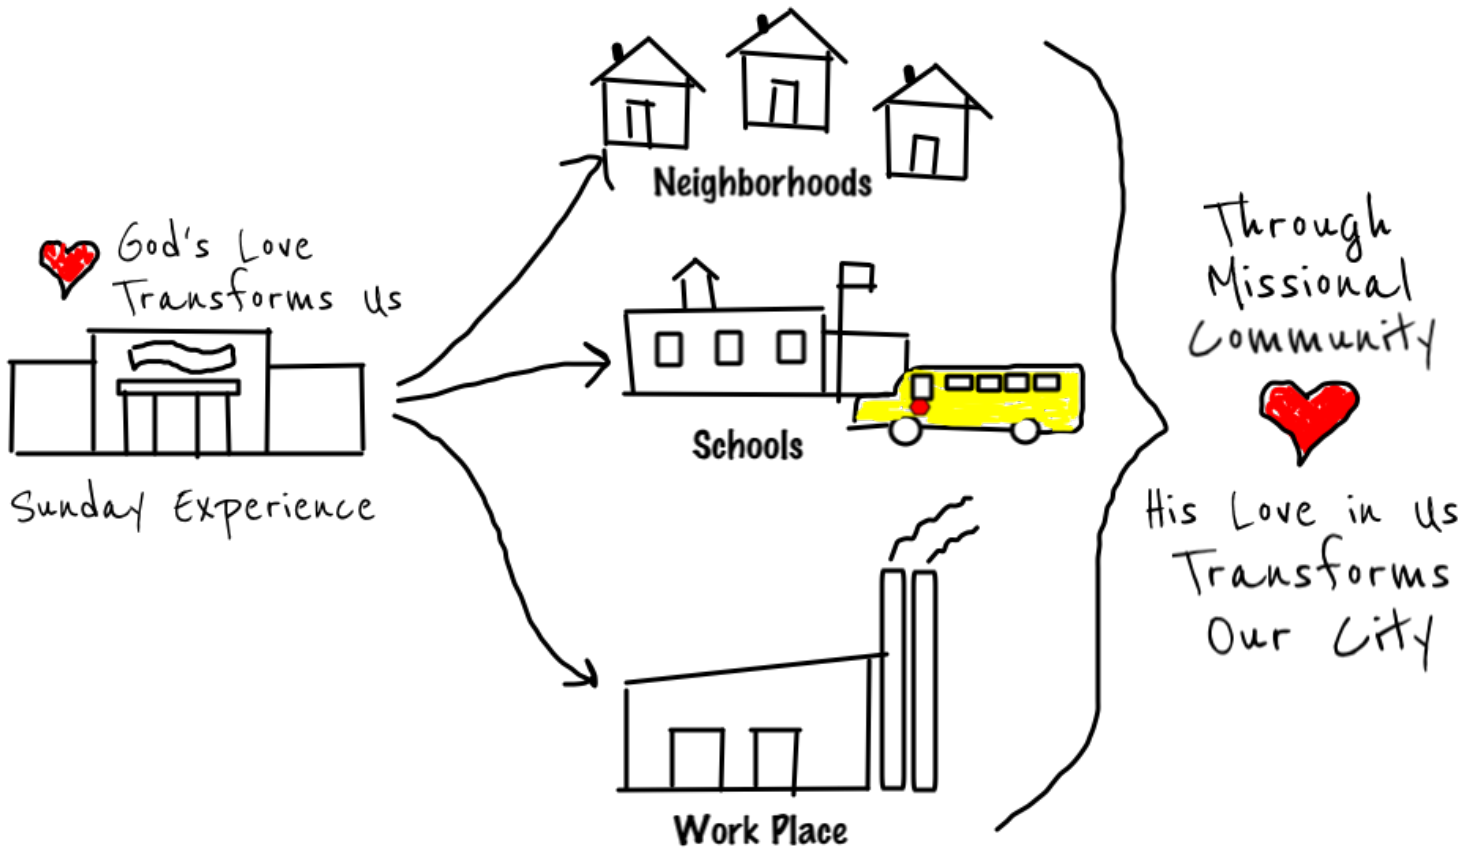 God's Love
Transforms us
Sunday Experience
Neighborhoods
Schools
Work Place
Through
Missional
Community
His Love in us
Transforms
Our City